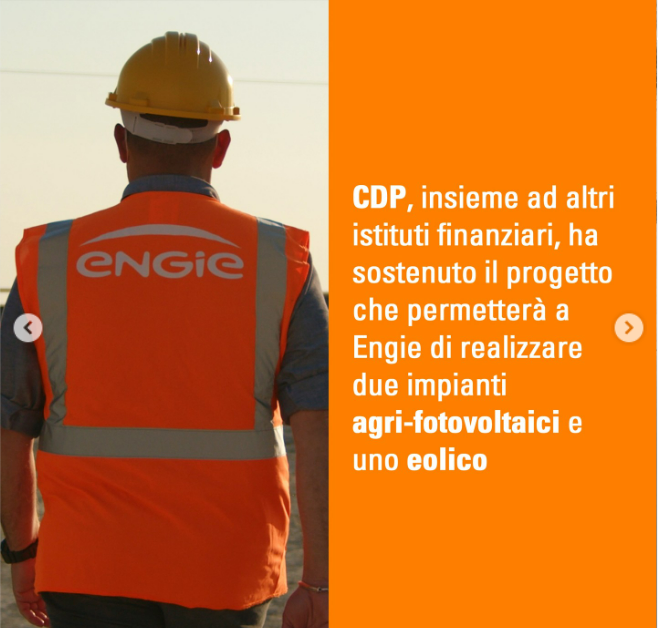 ENGIE
CDP, insieme ad altri
istituti finanziari, ha
sostenuto il progetto
che permetterà a
Engie di realizzare
due impianti
agri-fotovoltaici e
uno eolico